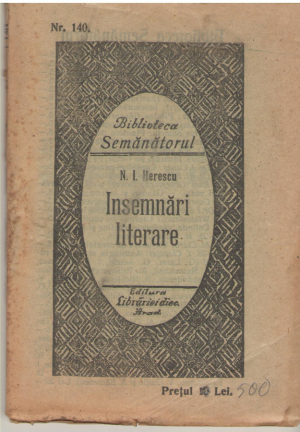 Nr. 140.
Biblioteca
Semănătorul
N. I. Herescu
Insemnări
literare
Editura
Librăriei diec.
Arad
Prețul Lei. 500